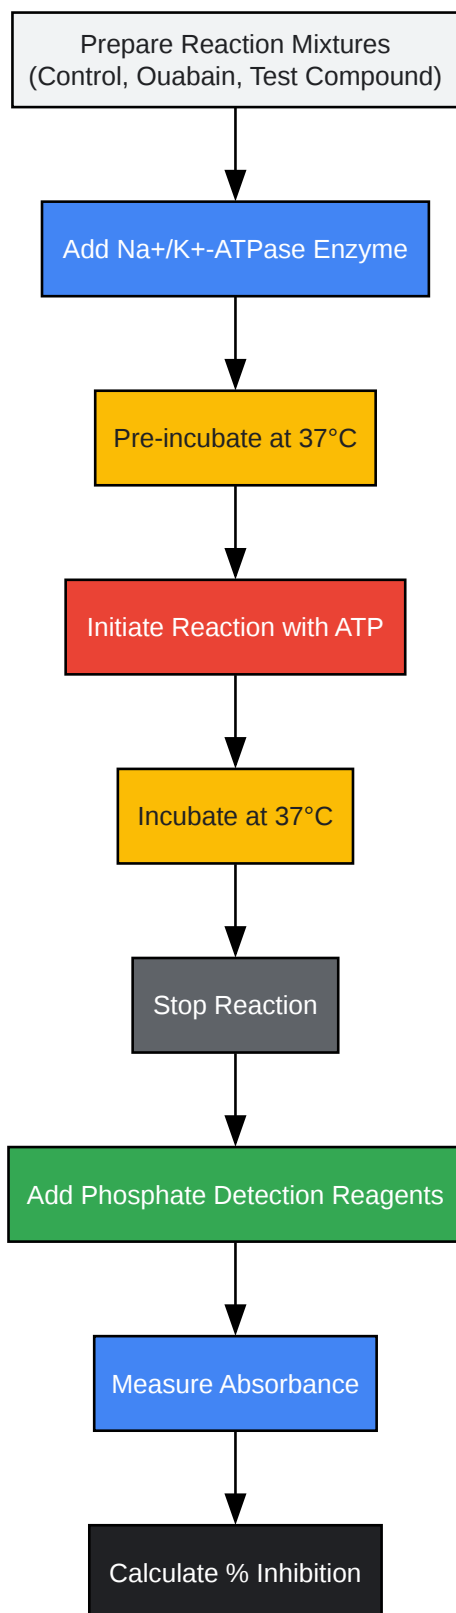 Prepare Reaction Mixtures
(Control, Ouabain, Test Compound)
Add Na+/K+-ATPase Enzyme
Pre-incubate at 37°C
Initiate Reaction with ATP
Incubate at 37°C
Stop Reaction
Add Phosphate Detection Reagents
Measure Absorbance
Calculate % Inhibition